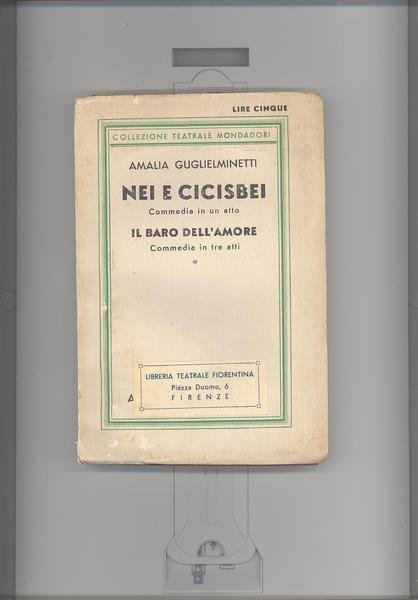 LIRE CINQUE
COLLEZIONE TEATRALE MONDADORI
AMALIA GUGLIELMINETTI
NEI E CICISBEI
Commedia in un atto
IL BARO DELL'AMORE
Commedia in tre atti
LIBRERIA TEATRALE FIORENTINA
Piazza Duomo, 6
A
FIRENZE